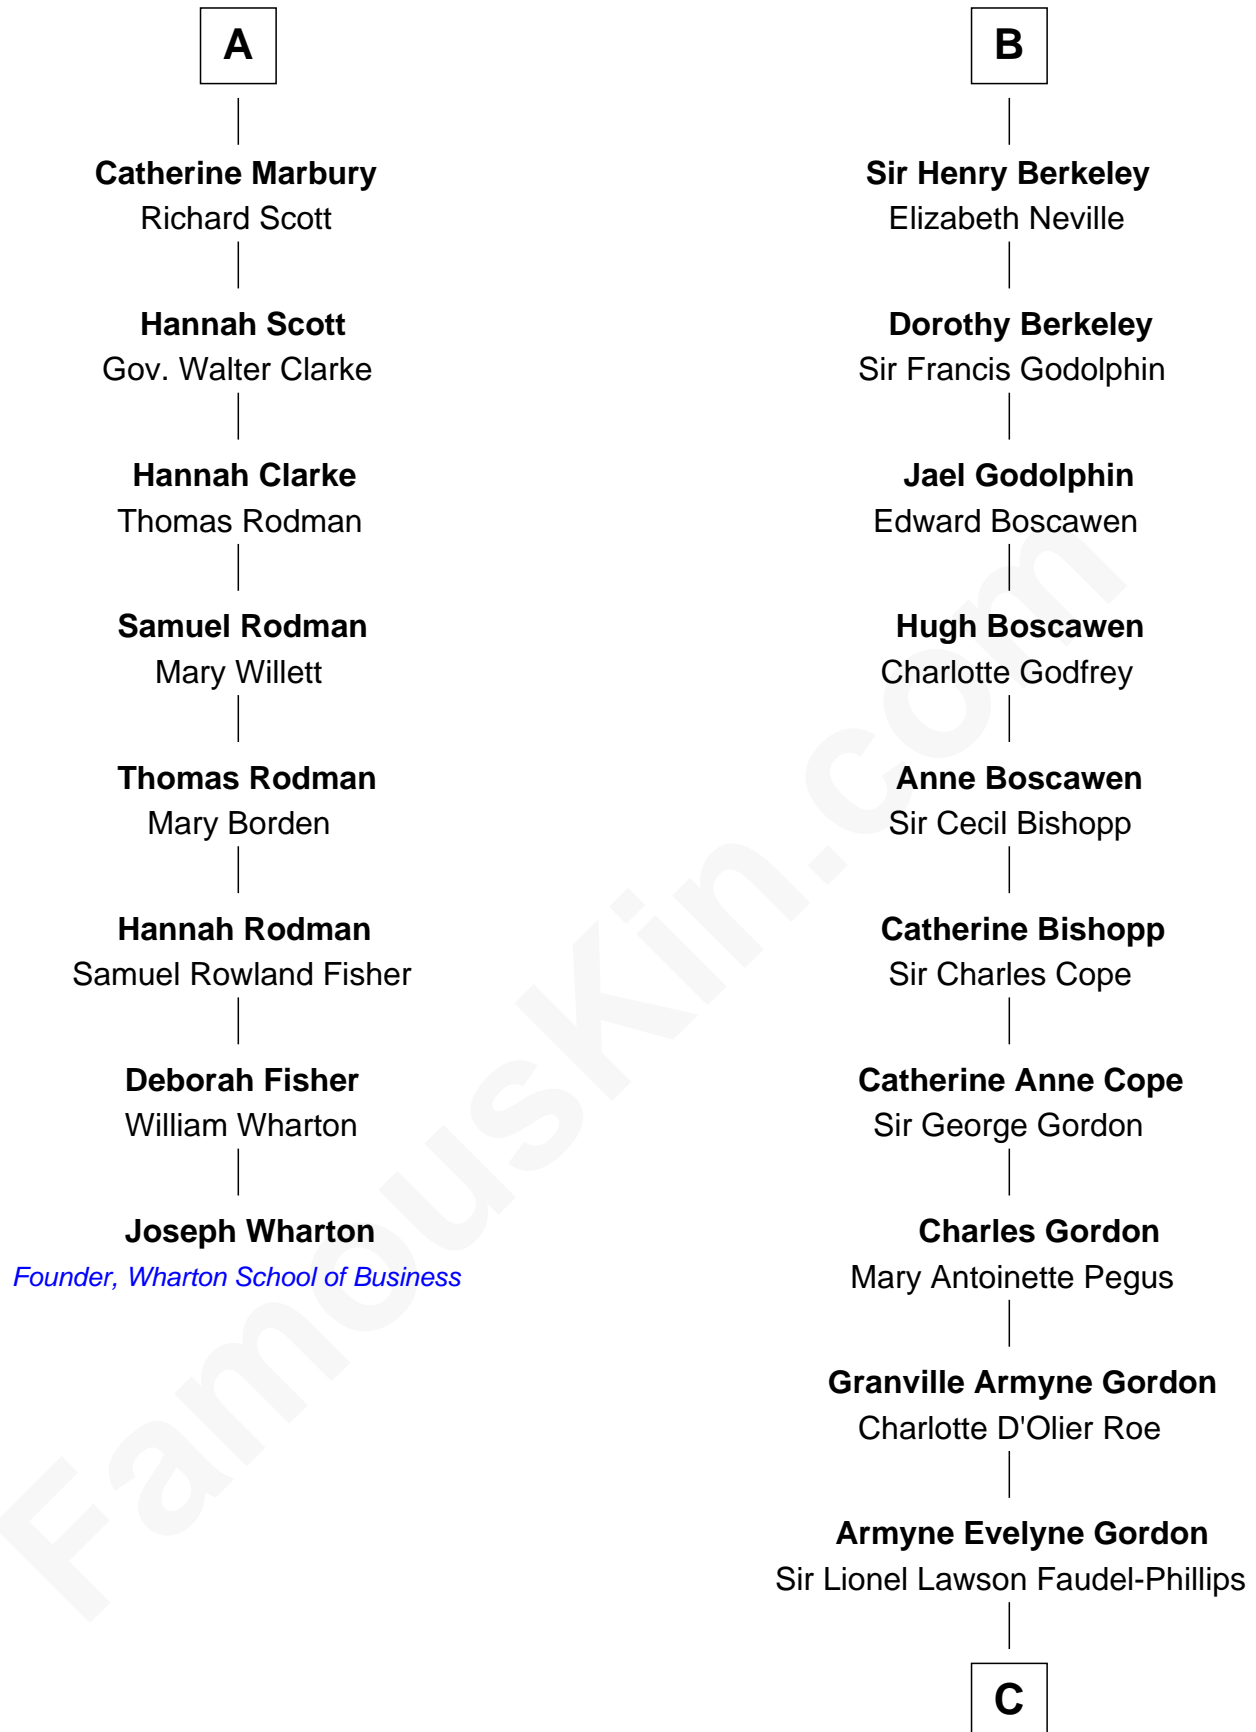 A
Catherine Marbury
Richard Scott
Hannah Scott
Gov. Walter Clarke
Hannah Clarke
Thomas Rodman
Samuel Rodman
Mary Willett
Thomas Rodman
Mary Borden
Hannah Rodman
Samuel Rowland Fisher
Deborah Fisher
William Wharton
Joseph Wharton
Founder, Wharton School of Business
B
Sir Henry Berkeley
Elizabeth Neville
Dorothy Berkeley
Sir Francis Godolphin
Jael Godolphin
Edward Boscawen
Hugh Boscawen
Charlotte Godfrey
Anne Boscawen
Sir Cecil Bishopp
Catherine Bishopp
Sir Charles Cope
Catherine Anne Cope
Sir George Gordon
Charles Gordon
Mary Antoinette Pegus
Granville Armyne Gordon
Charlotte D'Olier Roe
Armyne Evelyne Gordon
Sir Lionel Lawson Faudel-Phillips
C
FamousKin.com